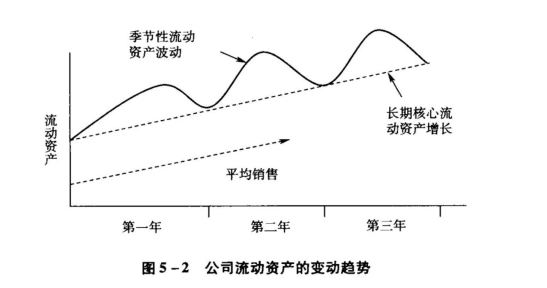 季节性流动
资产波动
长期核心流
动资产增长
流动资产
平均销售
第一年
第二年
第三年
图5-2 公司流动资产的变动趋势